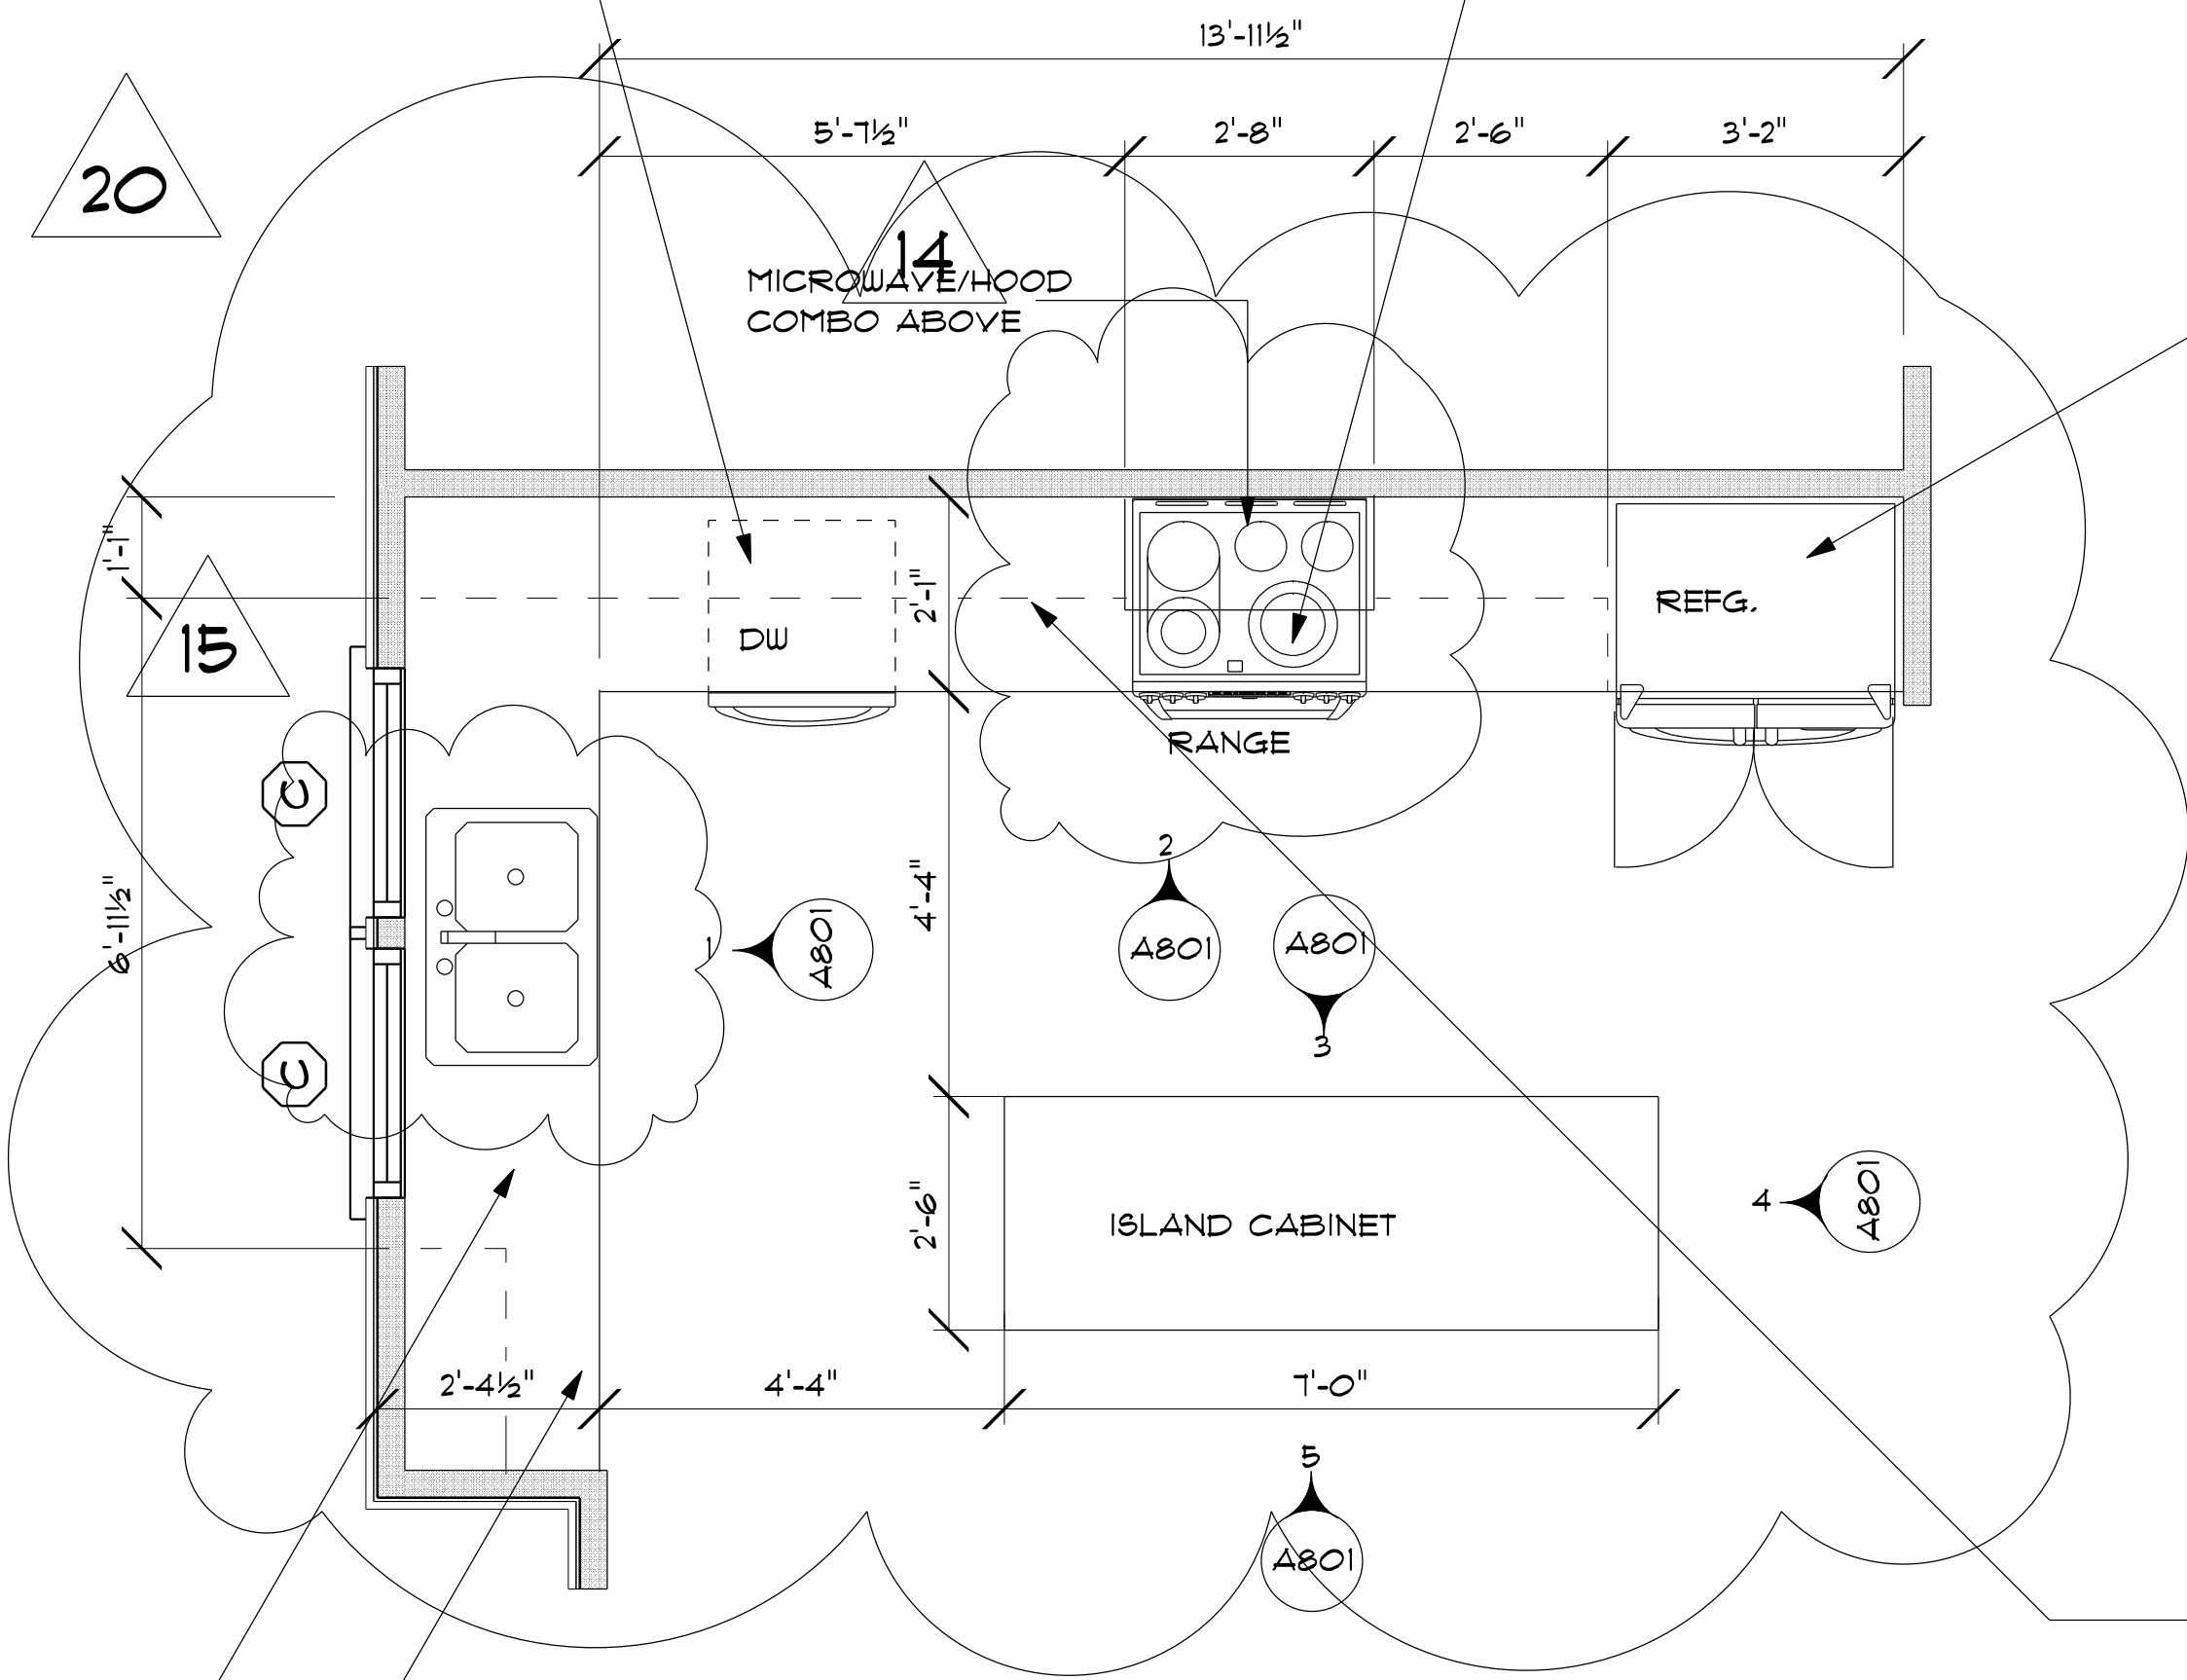 13'-11½"
5'-7½"
2'-8"
2'-6"
3'-2"
20
14
MICROWAVE/HOOD
COMBO ABOVE
1'-1"
15
2'-1"
DW
REFG.
RANGE
C
2
6'-11½"
4'-4"
1
A801
A801
A801
3
C
2'-6"
ISLAND CABINET
4
A801
2'-4½"
4'-4"
7'-0"
5
A801